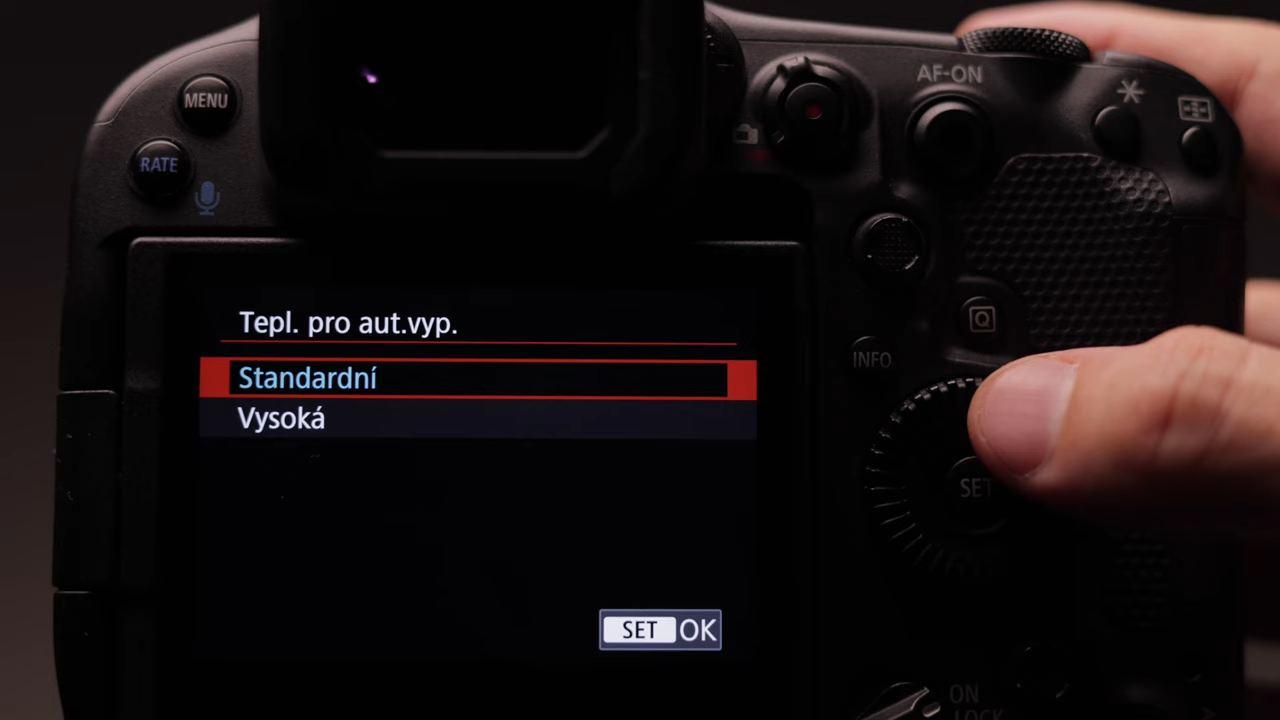 MENU
RATE
AF-ON
Q
INFO
SET
Tepl. pro aut.vyp.
Standardní
Vysoká
SET OK
ON
LOCK